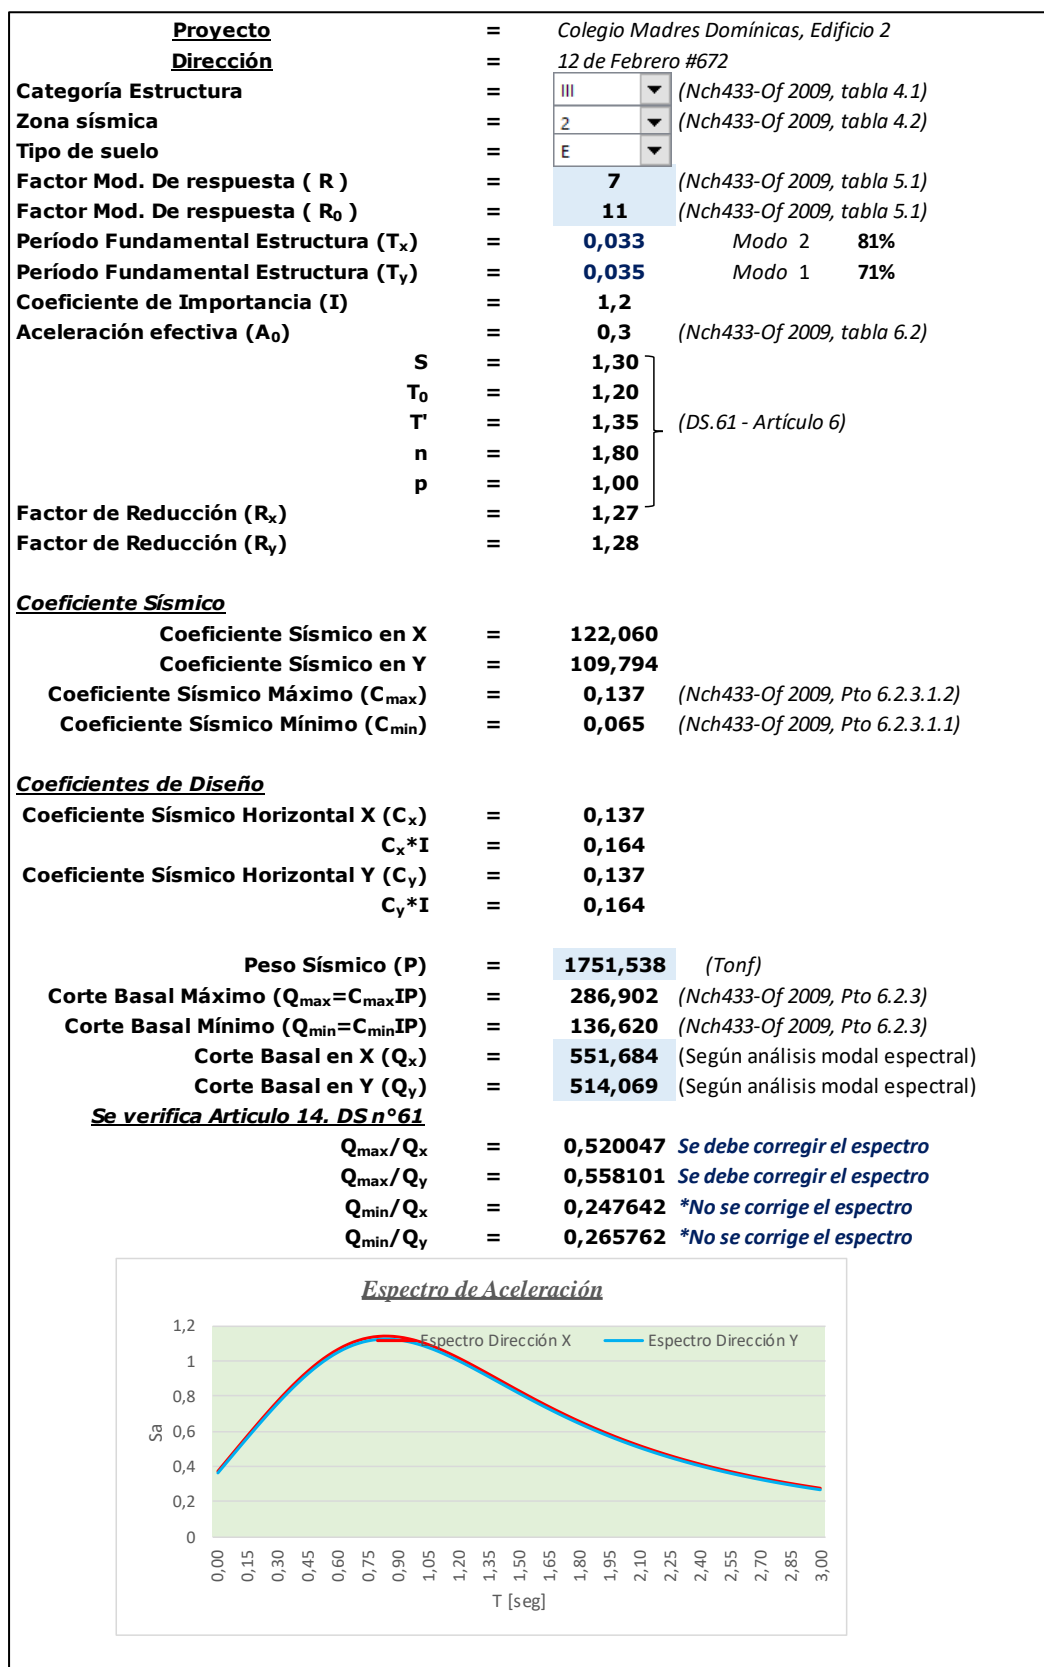 Proyecto = Colegio Madres Domínicas, Edificio 2
Dirección = 12 de Febrero #672
Categoría Estructura = III (Nch433-Of 2009, tabla 4.1)
Zona sísmica = 2 (Nch433-Of 2009, tabla 4.2)
Tipo de suelo = E
Factor Mod. De respuesta ( R ) = 7 (Nch433-Of 2009, tabla 5.1)
Factor Mod. De respuesta ( R₀ ) = 11 (Nch433-Of 2009, tabla 5.1)
Período Fundamental Estructura (Tₓ) = 0,033 Modo 2 81%
Período Fundamental Estructura (Ty) = 0,035 Modo 1 71%
Coeficiente de Importancia (I) = 1,2
Aceleración efectiva (A₀) = 0,3 (Nch433-Of 2009, tabla 6.2)
S = 1,30
T₀ = 1,20
T' = 1,35 (DS.61 - Artículo 6)
n = 1,80
p = 1,00
Factor de Reducción (Rₓ) = 1,27
Factor de Reducción (Ry) = 1,28
Coeficiente Sísmico
Coeficiente Sísmico en X = 122,060
Coeficiente Sísmico en Y = 109,794
Coeficiente Sísmico Máximo (Cmax) = 0,137 (Nch433-Of 2009, Pto 6.2.3.1.2)
Coeficiente Sísmico Mínimo (Cmin) = 0,065 (Nch433-Of 2009, Pto 6.2.3.1.1)
Coeficientes de Diseño
Coeficiente Sísmico Horizontal X (Cₓ) = 0,137
Cₓ*I = 0,164
Coeficiente Sísmico Horizontal Y (Cy) = 0,137
Cy*I = 0,164
Peso Sísmico (P) = 1751,538 (Tonf)
Corte Basal Máximo (Qmax=CmaxIP) = 286,902 (Nch433-Of 2009, Pto 6.2.3)
Corte Basal Mínimo (Qmin=CminIP) = 136,620 (Nch433-Of 2009, Pto 6.2.3)
Corte Basal en X (Qₓ) = 551,684 (Según análisis modal espectral)
Corte Basal en Y (Qy) = 514,069 (Según análisis modal espectral)
Se verifica Articulo 14. DS n°61
Qmax/Qₓ = 0,520047 Se debe corregir el espectro
Qmax/Qy = 0,558101 Se debe corregir el espectro
Qmin/Qₓ = 0,247642 *No se corrige el espectro
Qmin/Qy = 0,265762 *No se corrige el espectro
Espectro de Aceleración
Espectro Dirección X Espectro Dirección Y
1,2
1
0,8
0,6
0,4
0,2
0
Sa
0,00 0,15 0,30 0,45 0,60 0,75 0,90 1,05 1,20 1,35 1,50 1,65 1,80 1,95 2,10 2,25 2,40 2,55 2,70 2,85 3,00
T [seg]